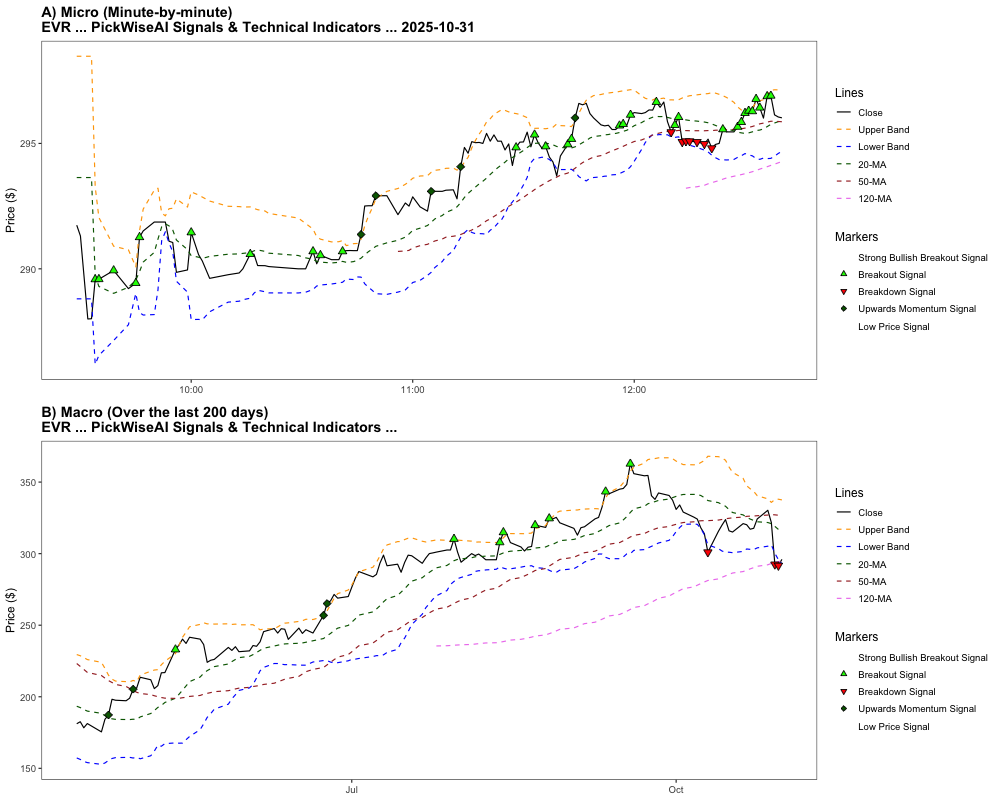 A) Micro (Minute-by-minute)
EVR ... PickWiseAI Signals & Technical Indicators ... 2025-10-31
Price ($)
295
290
10:00
11:00
12:00
Lines
Close
Upper Band
Lower Band
20-MA
50-MA
120-MA
Markers
Strong Bullish Breakout Signal
Breakout Signal
Breakdown Signal
Upwards Momentum Signal
Low Price Signal
B) Macro (Over the last 200 days)
EVR ... PickWiseAI Signals & Technical Indicators ...
Price ($)
350
300
250
200
150
Jul
Oct
Lines
Close
Upper Band
Lower Band
20-MA
50-MA
120-MA
Markers
Strong Bullish Breakout Signal
Breakout Signal
Breakdown Signal
Upwards Momentum Signal
Low Price Signal